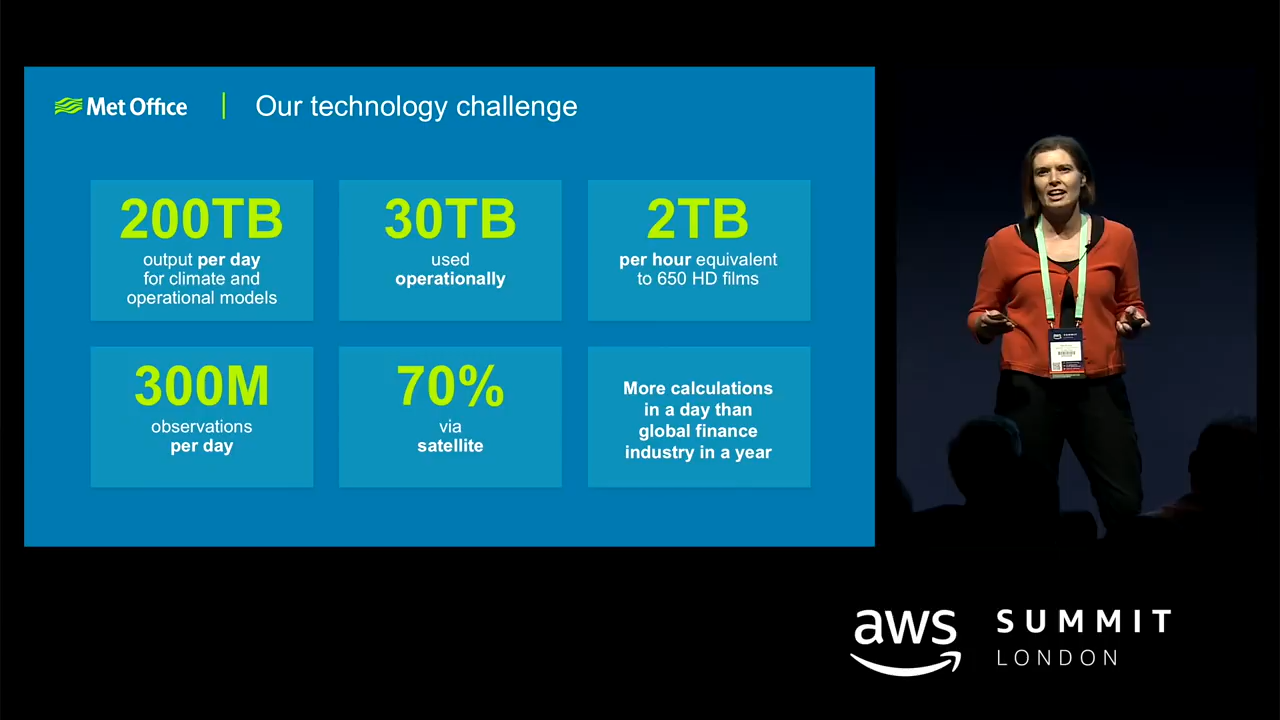 Met Office
Our technology challenge
200TB
output per day
for climate and
operational models
30TB
used
operationally
2TB
per hour equivalent
to 650 HD films
300M
observations
per day
70%
via
satellite
More calculations
in a day than
global finance
industry in a year
aws
SUMMIT
aws
SUMMIT
LONDON